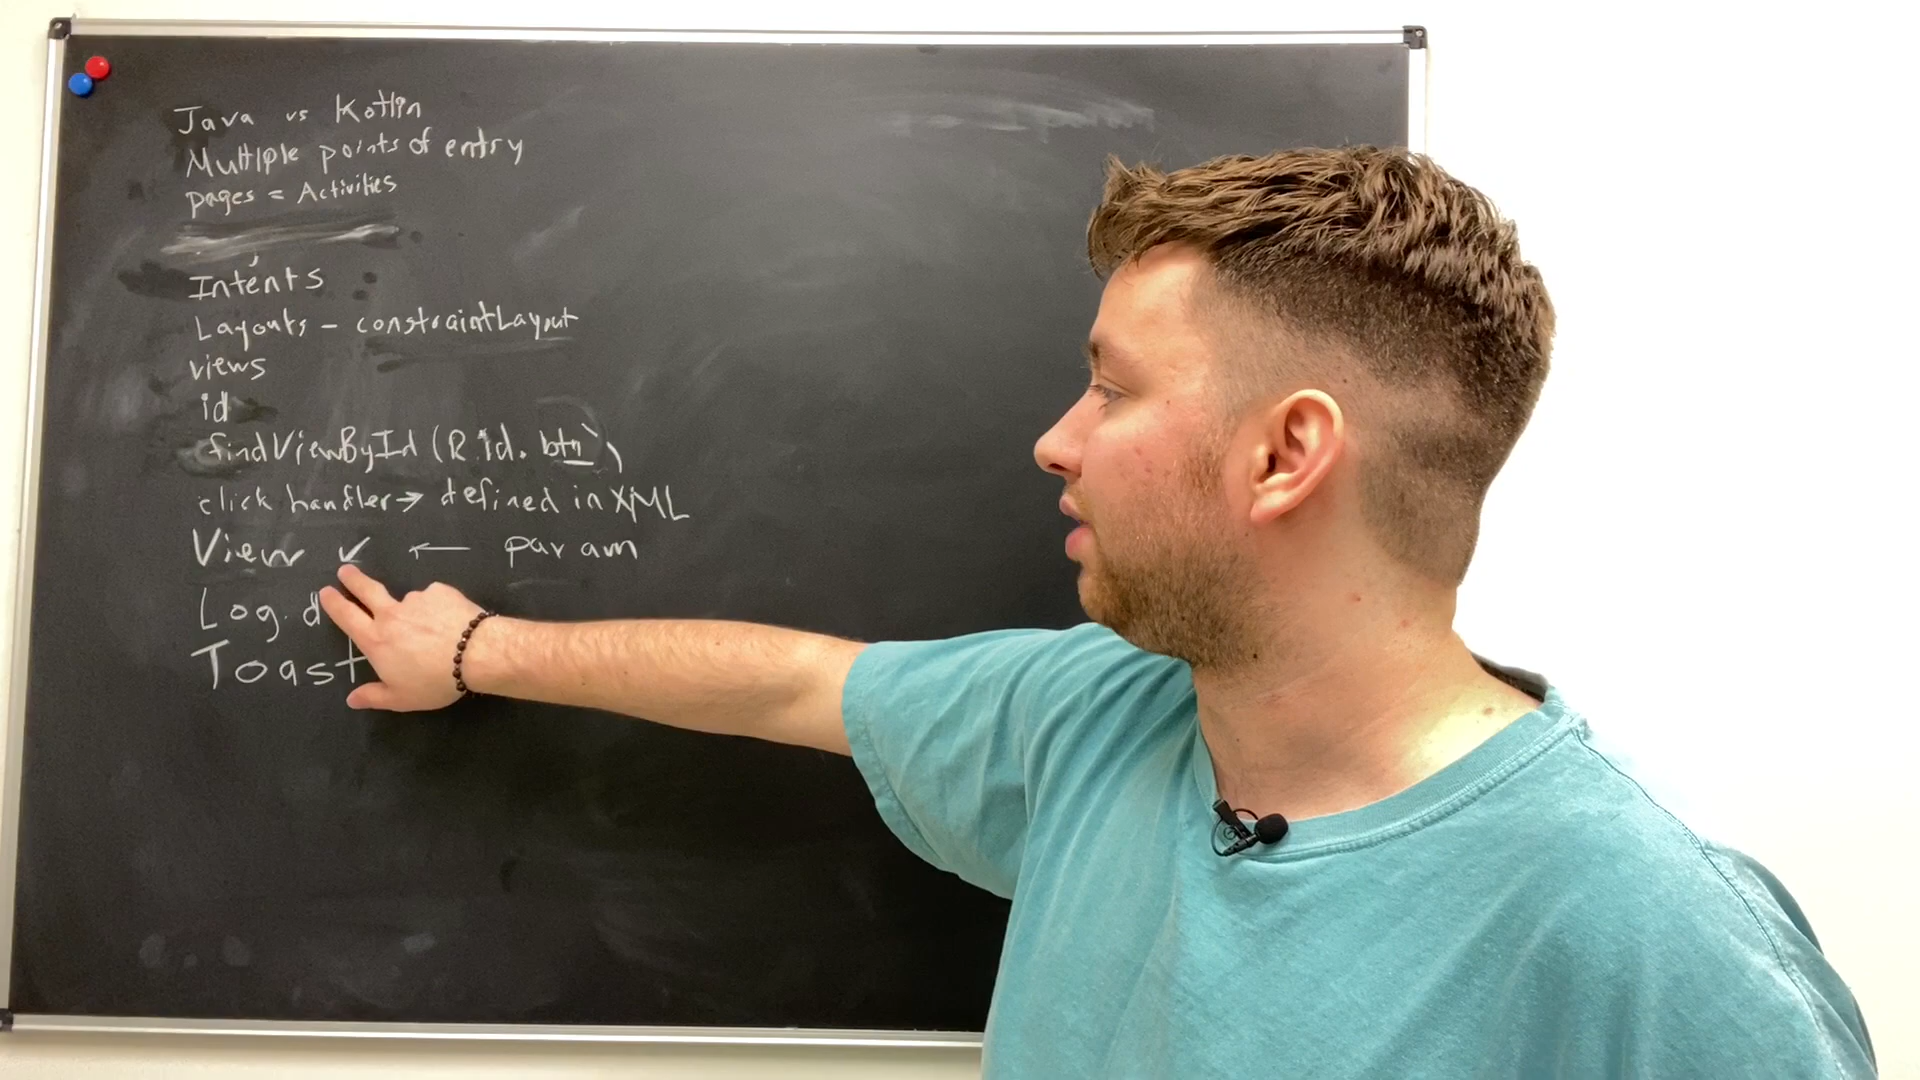 Java vs Kotlin
Multiple points of entry
pages = Activities
Intents
Layouts - constraintLayout
views
id
findViewById (R.id.btn)
click handler → defined in XML
View ✓ ← param
Log.d
Toast